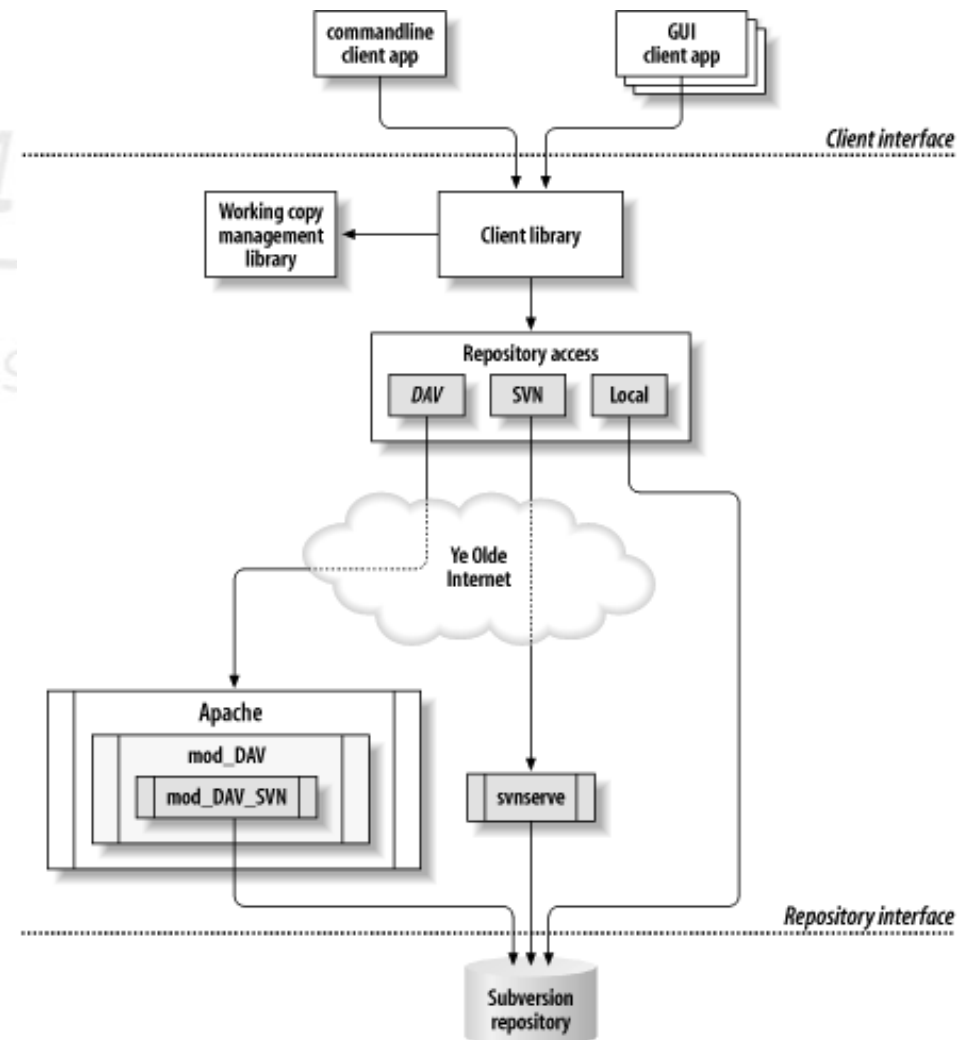 commandline
client app
GUI
client app
Client interface
Working copy
management
library
Client library
Repository access
DAV
SVN
Local
Ye Olde
Internet
Apache
mod_DAV
mod_DAV_SVN
svnserve
Repository interface
Subversion
repository